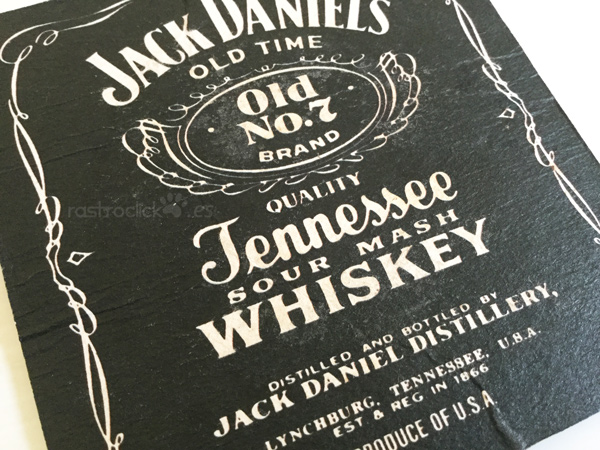 JACK DANIEL'S
OLD TIME
Old
No.7
BRAND
QUALITY
Tennessee
SOUR MASH
WHISKEY
DISTILLED AND BOTTLED BY
JACK DANIEL DISTILLERY,
LYNCHBURG, TENNESSEE, U.S.A.
EST & REG IN 1866
PRODUCE OF U.S.A.
rastroclick.es